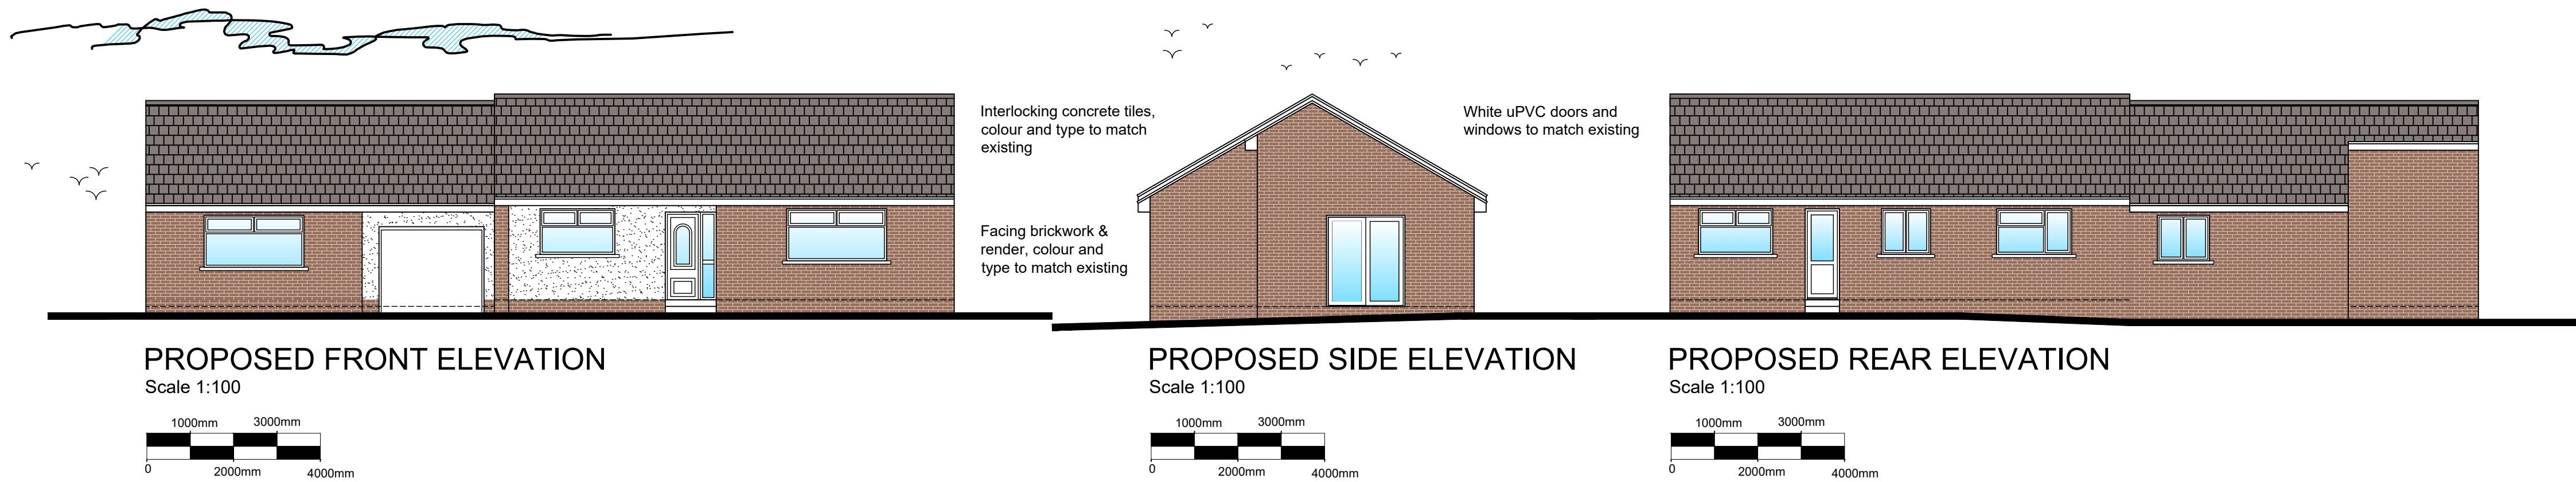 Interlocking concrete tiles,
colour and type to match
existing
Facing brickwork &
render, colour and
type to match existing
White uPVC doors and
windows to match existing
PROPOSED FRONT ELEVATION
Scale 1:100
1000mm
3000mm
0
2000mm
4000mm
PROPOSED SIDE ELEVATION
Scale 1:100
1000mm
3000mm
0
2000mm
4000mm
PROPOSED REAR ELEVATION
Scale 1:100
1000mm
3000mm
0
2000mm
4000mm